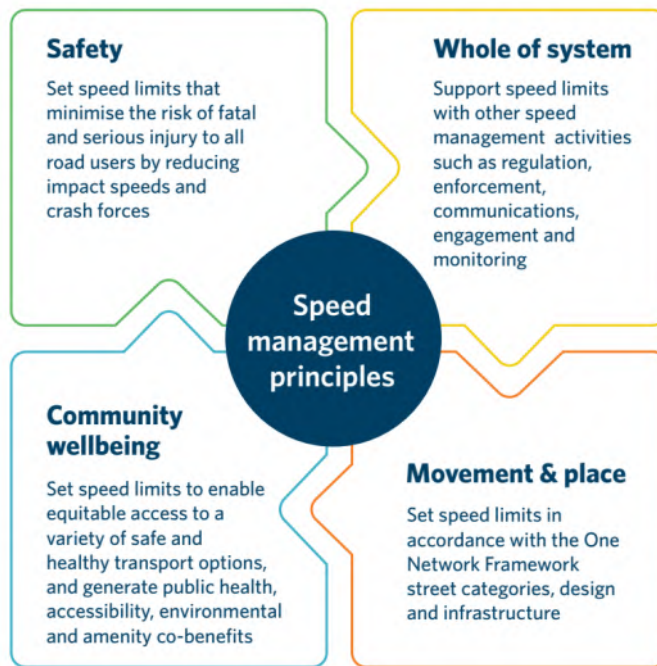 Safety
Set speed limits that
minimise the risk of fatal
and serious injury to all
road users by reducing
impact speeds and
crash forces
Whole of system
Support speed limits
with other speed
management activities
such as regulation,
enforcement,
communications,
engagement and
monitoring
Speed
management
principles
Community
wellbeing
Set speed limits to enable
equitable access to a
variety of safe and
healthy transport options,
and generate public health,
accessibility, environmental
and amenity co-benefits
Movement & place
Set speed limits in
accordance with the One
Network Framework
street categories, design
and infrastructure